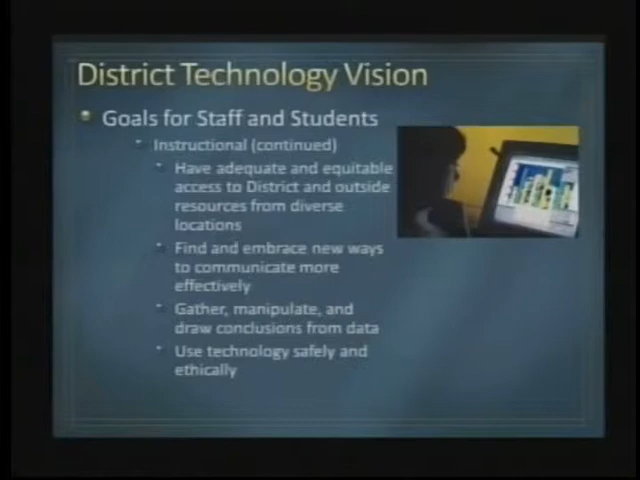 District Technology Vision
Goals for Staff and Students
Instructional (continued)
Have adequate and equitable
access to District and outside
resources from diverse
locations
Find and embrace new ways
to communicate more
effectively
Gather, manipulate, and
draw conclusions from data
Use technology safely and
ethically